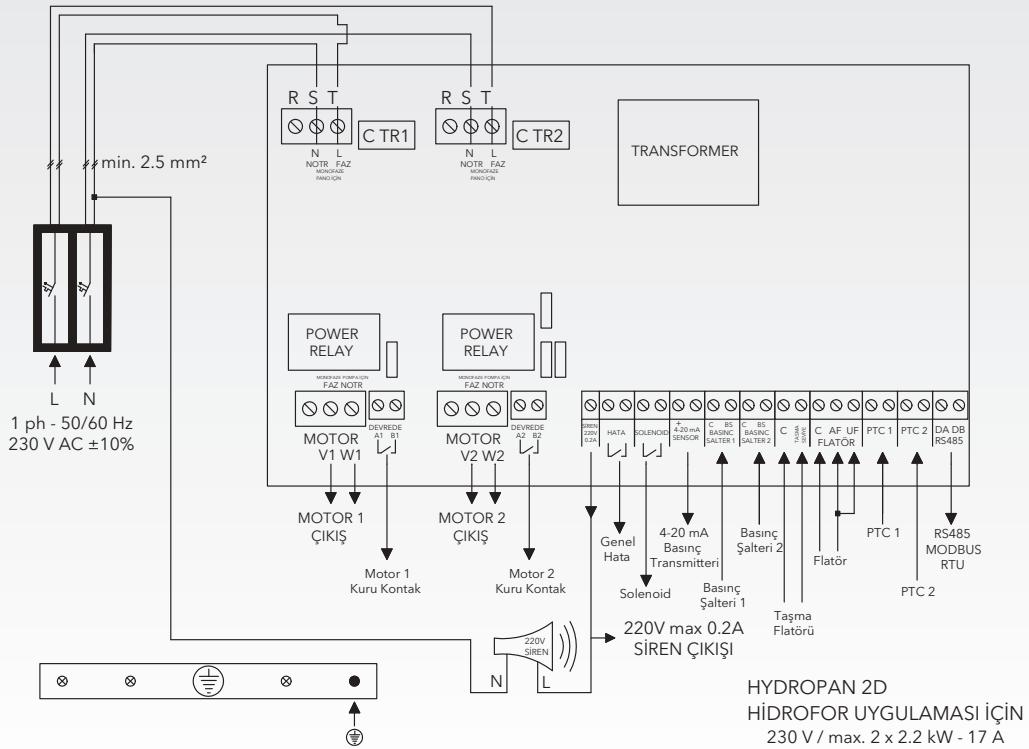 R S T
R S T
C TR1
C TR2
TRANSFORMER
N L
NOTR FAZ
MONOFAZE
PANO İÇİN
N L
NOTR FAZ
MONOFAZE
PANO İÇİN
min. 2.5 mm²
L N
1 ph - 50/60 Hz
230 V AC ±10%
POWER
RELAY
POWER
RELAY
MONOFAZE POMPA İÇİN
FAZ NOTR
MONOFAZE POMPA İÇİN
FAZ NOTR
MOTOR
V1 W1
DEVREDE
A1 B1
MOTOR
V2 W2
DEVREDE
A2 B2
SİREN
220V
0.2A
HATA
SOLENOID
+
4-20 mA
SENSOR
C BS
BASINC
SALTER 1
C BS
BASINC
SALTER 2
C
TAŞMA
SEVİYE
C AF UF
FLATÖR
PTC 1
PTC 2
DA DB
RS485
MOTOR 1
ÇIKIŞ
MOTOR 2
ÇIKIŞ
Motor 1
Kuru Kontak
Motor 2
Kuru Kontak
Genel
Hata
Solenoid
4-20 mA
Basınç
Transmitteri
Basınç
Şalteri 1
Basınç
Şalteri 2
Taşma
Flatörü
Flatör
PTC 1
PTC 2
RS485
MODBUS
RTU
220V
SİREN
N L
220V max 0.2A
SİREN ÇIKIŞI
HYDROPAN 2D
HİDROFOR UYGULAMASI İÇİN
230 V / max. 2 x 2.2 kW - 17 A